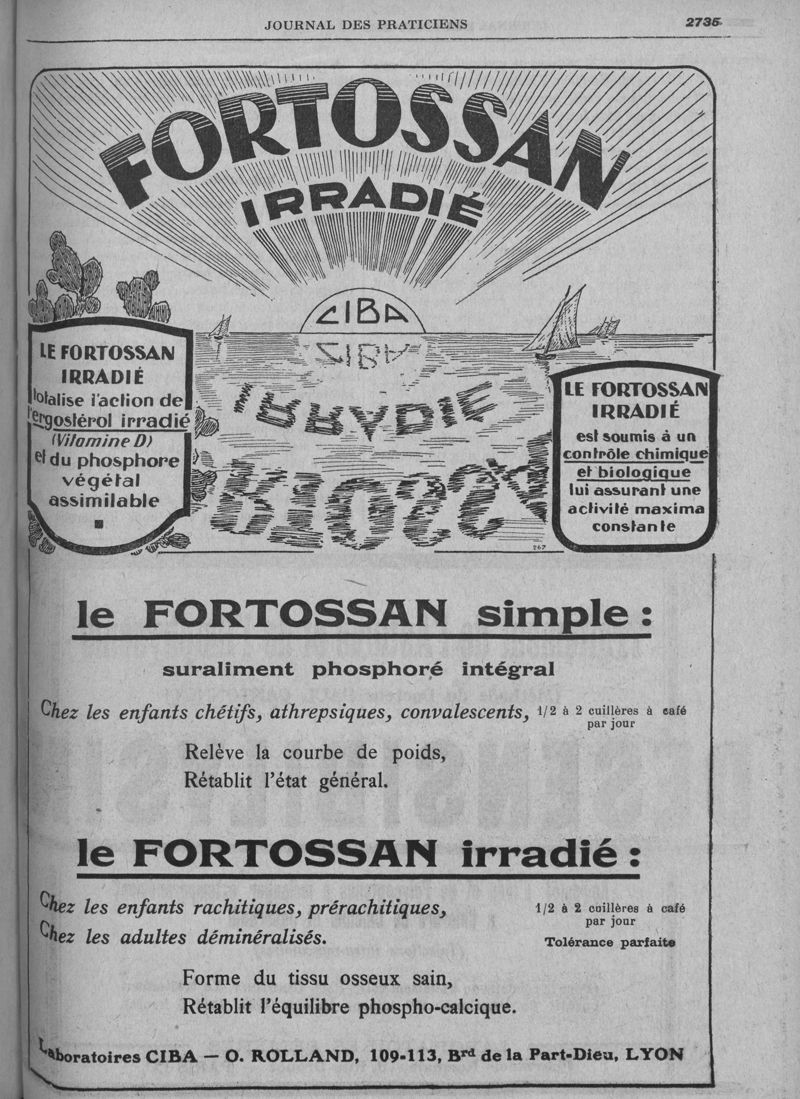 JOURNAL DES PRATICIENS 2735
FORTOSSAN
IRRADIÉ
CIBA
CIBA
IRRADIE
LE FORTOSSAN
IRRADIÉ
totalise l'action de
l'ergostérol irradié
(Vitamine D)
et du phosphore
végétal
assimilable
LE FORTOSSAN
IRRADIÉ
est soumis à un
contrôle chimique
et biologique
lui assurant une
activité maxima
constante
267
le FORTOSSAN simple :
suraliment phosphoré intégral
Chez les enfants chétifs, athrepsiques, convalescents, 1/2 à 2 cuillères à café
par jour
Relève la courbe de poids,
Rétablit l'état général.
le FORTOSSAN irradié :
Chez les enfants rachitiques, prérachitiques, 1/2 à 2 cuillères à café
par jour
Chez les adultes déminéralisés. Tolérance parfaite
Forme du tissu osseux sain,
Rétablit l'équilibre phospho-calcique.
Laboratoires CIBA — O. ROLLAND, 109-113, Brd de la Part-Dieu, LYON